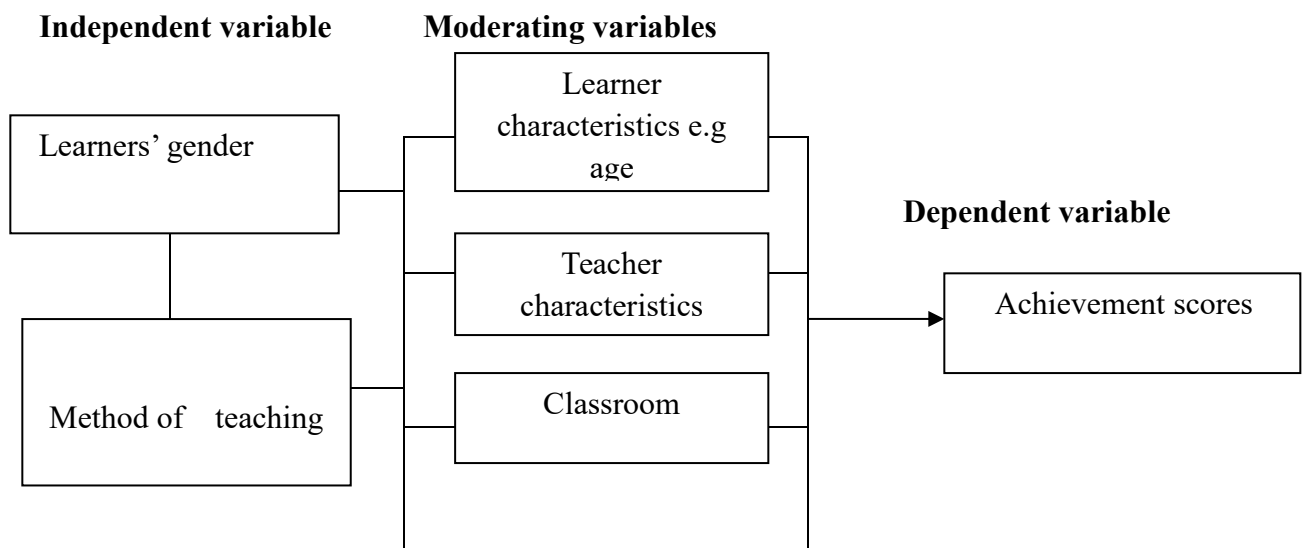 Independent variable
Moderating variables
Learner
characteristics e.g
age
Learners’ gender
Dependent variable
Teacher
characteristics
Achievement scores
Classroom
Method of teaching